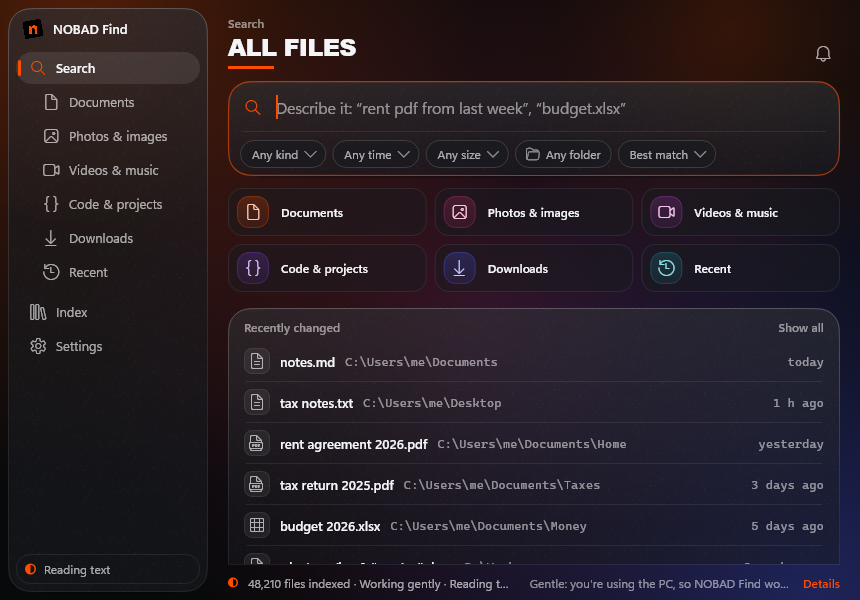 NOBAD Find
Search
Documents
Photos & images
Videos & music
Code & projects
Downloads
Recent
Index
Settings
Reading text
Search
ALL FILES
Describe it: “rent pdf from last week”, “budget.xlsx”
Any kind
Any time
Any size
Any folder
Best match
Documents
Photos & images
Videos & music
Code & projects
Downloads
Recent
Recently changed
Show all
notes.md C:\Users\me\Documents today
tax notes.txt C:\Users\me\Desktop 1 h ago
rent agreement 2026.pdf C:\Users\me\Documents\Home yesterday
tax return 2025.pdf C:\Users\me\Documents\Taxes 3 days ago
budget 2026.xlsx C:\Users\me\Documents\Money 5 days ago
48,210 files indexed · Working gently · Reading t...
Gentle: you're using the PC, so NOBAD Find wo...
Details